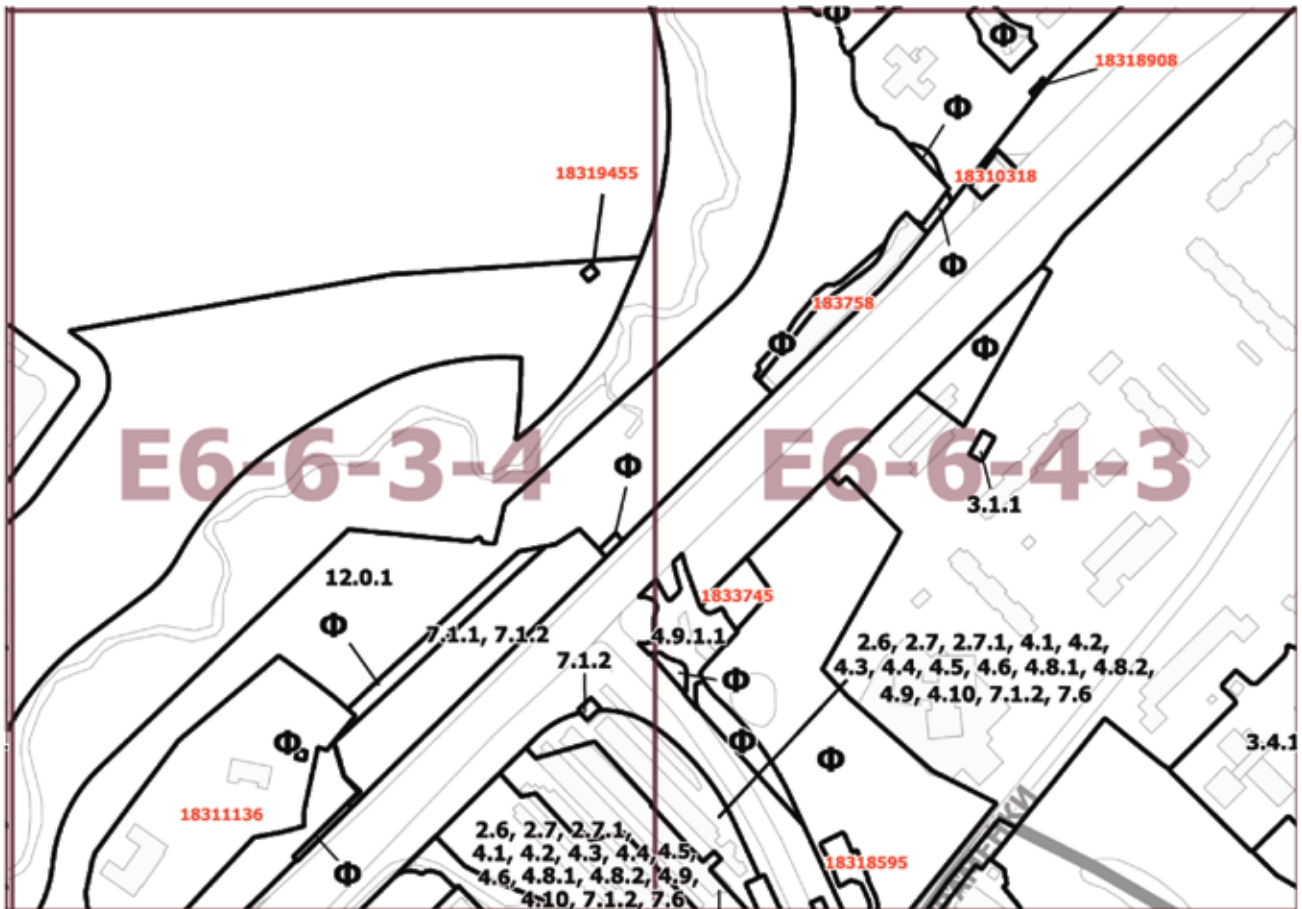 Ф
Ф
18318908
Ф
18319455
18310318
Ф
183758
Ф
Ф
E6-6-3-4
E6-6-4-3
Ф
3.1.1
12.0.1
1833745
Ф
7.1.1, 7.1.2
4.9.1.1
7.1.2
2.6, 2.7, 2.7.1, 4.1, 4.2,
4.3, 4.4, 4.5, 4.6, 4.8.1, 4.8.2,
4.9, 4.10, 7.1.2, 7.6
Ф
Ф
Ф
Ф
3.4.1
18311136
2.6, 2.7, 2.7.1,
4.1, 4.2, 4.3, 4.4, 4.5,
4.6, 4.8.1, 4.8.2, 4.9,
4.10, 7.1.2, 7.6
18318595
Ф